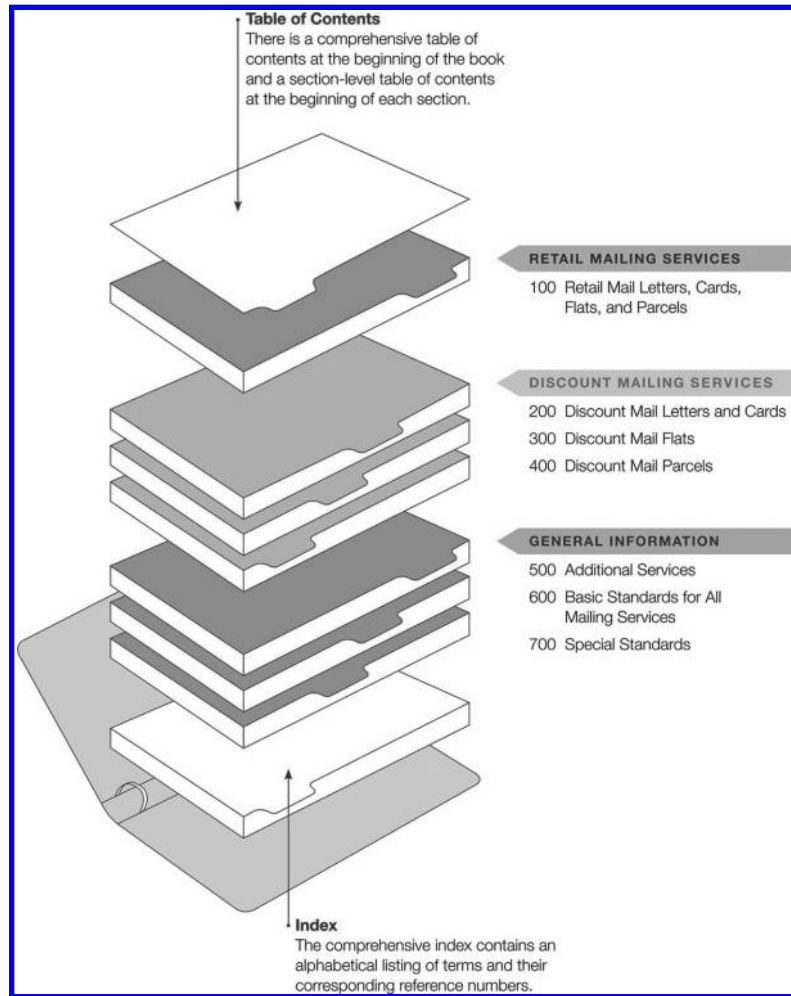 Table of Contents
There is a comprehensive table of
contents at the beginning of the book
and a section-level table of contents
at the beginning of each section.
RETAIL MAILING SERVICES
100 Retail Mail Letters, Cards,
Flats, and Parcels
DISCOUNT MAILING SERVICES
200 Discount Mail Letters and Cards
300 Discount Mail Flats
400 Discount Mail Parcels
GENERAL INFORMATION
500 Additional Services
600 Basic Standards for All
Mailing Services
700 Special Standards
Index
The comprehensive index contains an
alphabetical listing of terms and their
corresponding reference numbers.